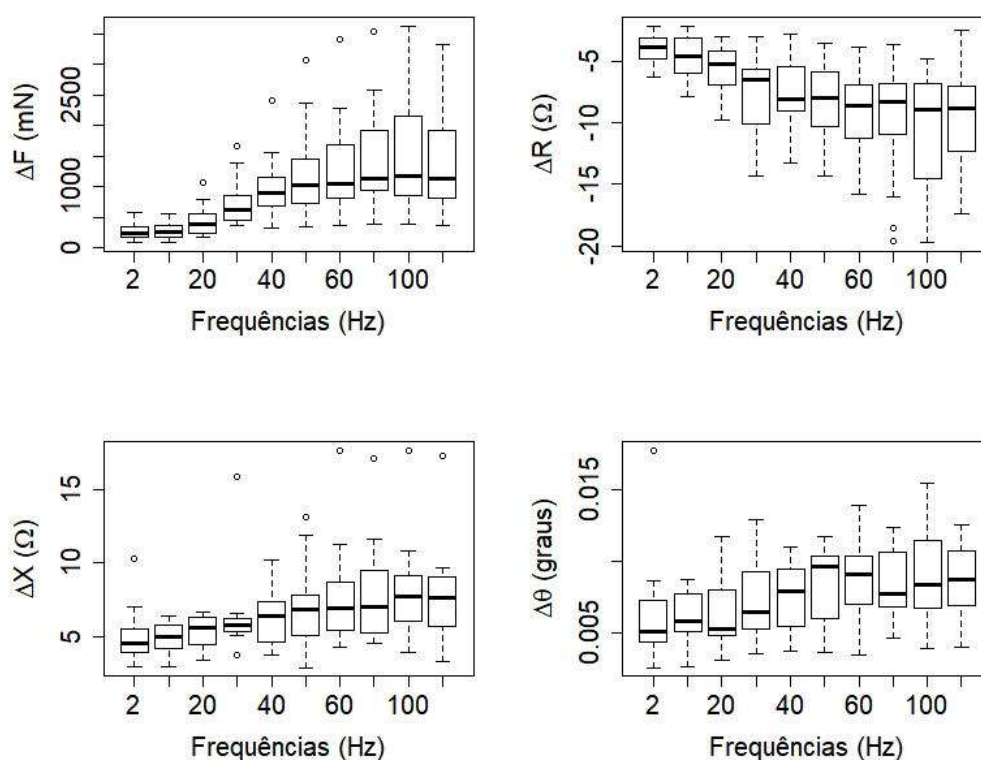 ΔF (mN)
2500
1000
0
2 20 40 60 100
Frequências (Hz)
ΔR (Ω)
-5
-10
-15
-20
2 20 40 60 100
Frequências (Hz)
ΔX (Ω)
15
10
5
2 20 40 60 100
Frequências (Hz)
Δθ (graus)
0.015
0.005
2 20 40 60 100
Frequências (Hz)